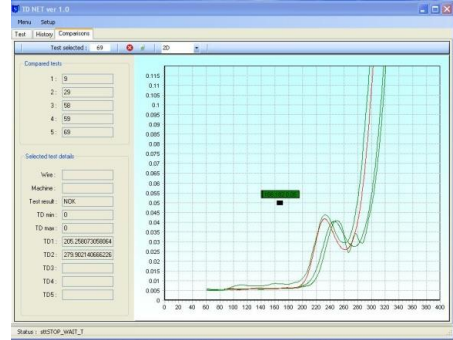 TD NET ver 1.0
Menu Setup
Test History Comparisons
Test selected : 69 2D
Compared tests
1 : 9
2 : 29
3 : 58
4 : 59
5 : 69
Selected test details
Wire :
Machine :
Test result : NOK
TD min : 0
TD max : 0
TD1 : 205.258073058064
TD2 : 279.902140666226
TD3 :
TD4 :
TD5 :
0.115
0.11
0.105
0.1
0.095
0.09
0.085
0.08
0.075
0.07
0.065
0.06
0.055
0.05
0.045
0.04
0.035
0.03
0.025
0.02
0.015
0.01
0.005
0
0 20 40 60 80 100 120 140 160 180 200 220 240 260 280 300 320 340 360 380 400
Status : sttSTOP_WAIT_T